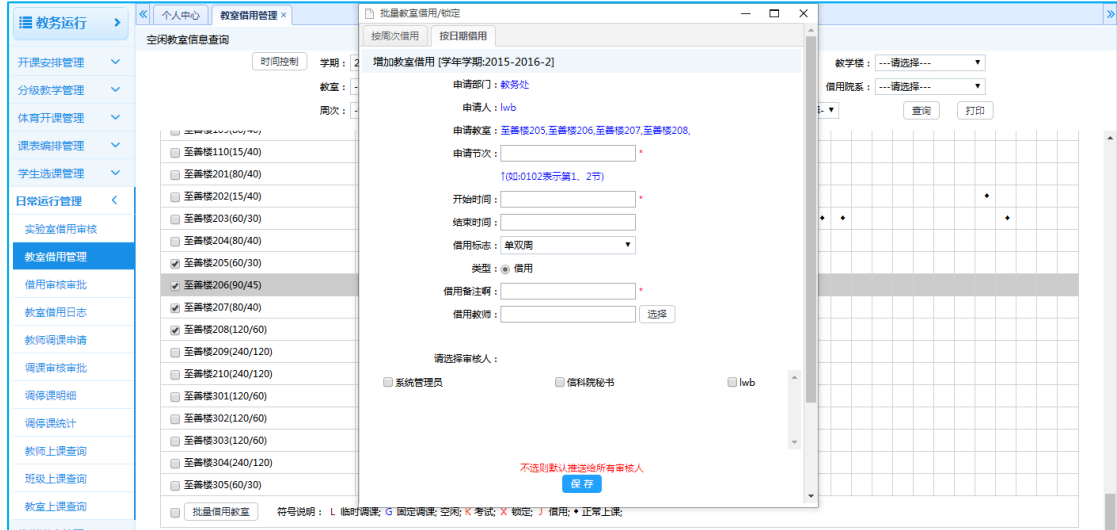 教务运行
个人中心
教室借用管理 ×
空闲教室信息查询
时间控制
学期： 2
教室： -
周次： -
教学楼： ---请选择---
借用院系： ---请选择---
查询
打印
开课安排管理
分级教学管理
体育开课管理
课表编排管理
学生选课管理
日常运行管理
实验室借用审核
教室借用管理
借用审核审批
教室借用日志
教师调课申请
调课审核审批
调停课明细
调停课统计
教师上课查询
班级上课查询
教室上课查询
至善楼110(15/40)
至善楼201(80/40)
至善楼202(15/40)
至善楼203(60/30)
至善楼204(80/40)
至善楼205(60/30)
至善楼206(90/45)
至善楼207(80/40)
至善楼208(120/60)
至善楼209(240/120)
至善楼210(240/120)
至善楼301(120/60)
至善楼302(120/60)
至善楼303(120/60)
至善楼304(240/120)
至善楼305(60/30)
批量借用教室
符号说明： L 临时调课; G 固定调课; 空闲; K 考试; X 锁定; J 借用; ◆ 正常上课;
批量教室借用/锁定
按周次借用
按日期借用
增加教室借用 [学年学期:2015-2016-2]
申请部门：教务处
申请人：lwb
申请教室：至善楼205,至善楼206,至善楼207,至善楼208,
申请节次： *
↑(如:0102表示第1、2节)
开始时间： *
结束时间：
借用标志：单双周
类型： 借用
借用备注啊： *
借用教师： 选择
请选择审核人：
系统管理员
信科院秘书
lwb
不选则默认推送给所有审核人
保存